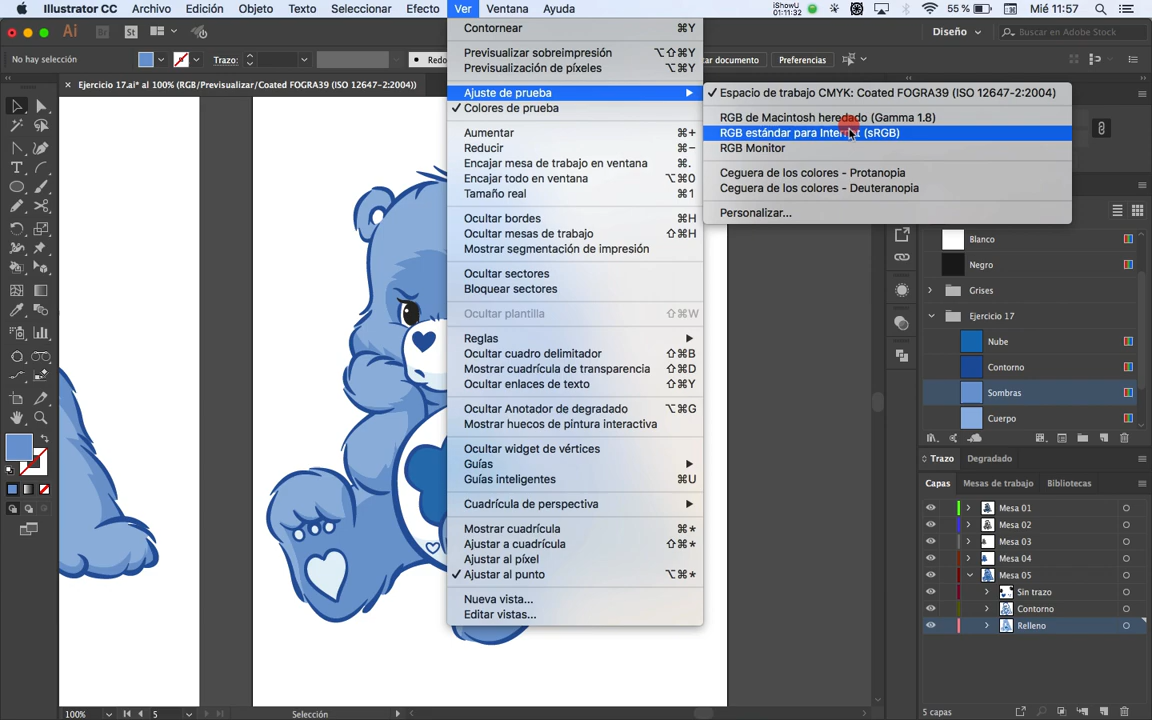 Illustrator CC Archivo Edición Objeto Texto Seleccionar Efecto Ver Ventana Ayuda
iShowU
01:11:32
55 % Mié 11:57
Ai Br St Diseño Buscar en Adobe Stock
No hay selección Trazo: Redo
ar documento Preferencias
× Ejercicio 17.ai* al 100% (RGB/Previsualizar/Coated FOGRA39 (ISO 12647-2:2004))
Contornear ⌘Y
Previsualizar sobreimpresión ⌥⇧⌘Y
Previsualización de píxeles ⌥⌘Y
Ajuste de prueba
✓ Colores de prueba
Aumentar ⌘+
Reducir ⌘-
Encajar mesa de trabajo en ventana ⌘.
Encajar todo en ventana ⌥⌘0
Tamaño real ⌘1
Ocultar bordes ⌘H
Ocultar mesas de trabajo ⇧⌘H
Mostrar segmentación de impresión
Ocultar sectores
Bloquear sectores
Ocultar plantilla ⇧⌘W
Reglas
Ocultar cuadro delimitador ⇧⌘B
Mostrar cuadrícula de transparencia ⇧⌘D
Ocultar enlaces de texto ⇧⌘Y
Ocultar Anotador de degradado ⌥⌘G
Mostrar huecos de pintura interactiva
Ocultar widget de vértices
Guías
Guías inteligentes ⌘U
Cuadrícula de perspectiva
Mostrar cuadrícula ⌘*
Ajustar a cuadrícula ⇧⌘*
Ajustar al píxel
✓ Ajustar al punto ⌥⌘*
Nueva vista...
Editar vistas...
✓ Espacio de trabajo CMYK: Coated FOGRA39 (ISO 12647-2:2004)
RGB de Macintosh heredado (Gamma 1.8)
RGB estándar para Internet (sRGB)
RGB Monitor
Ceguera de los colores - Protanopia
Ceguera de los colores - Deuteranopia
Personalizar...
Blanco
Negro
Grises
Ejercicio 17
Nube
Contorno
Sombras
Cuerpo
Trazo Degradado
Capas Mesas de trabajo Bibliotecas
Mesa 01
Mesa 02
Mesa 03
Mesa 04
Mesa 05
Sin trazo
Contorno
Relleno
5 capas
100% 5 Selección